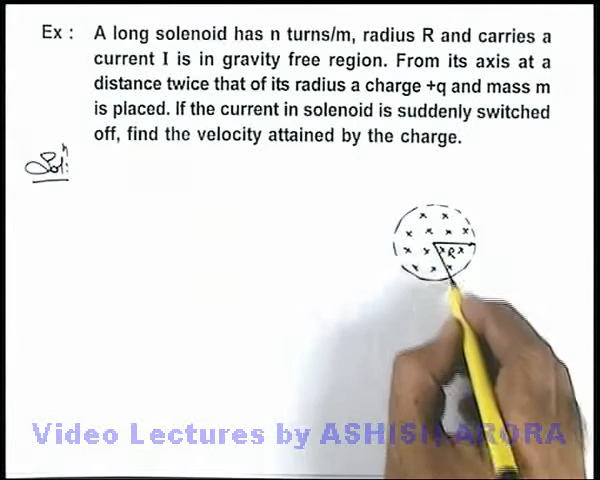 Ex : A long solenoid has n turns/m, radius R and carries a
current I is in gravity free region. From its axis at a
distance twice that of its radius a charge +q and mass m
is placed. If the current in solenoid is suddenly switched
off, find the velocity attained by the charge.
Solⁿ:
x x
x x x x
x x x R x
x x x
Video Lectures by ASHISH ARORA